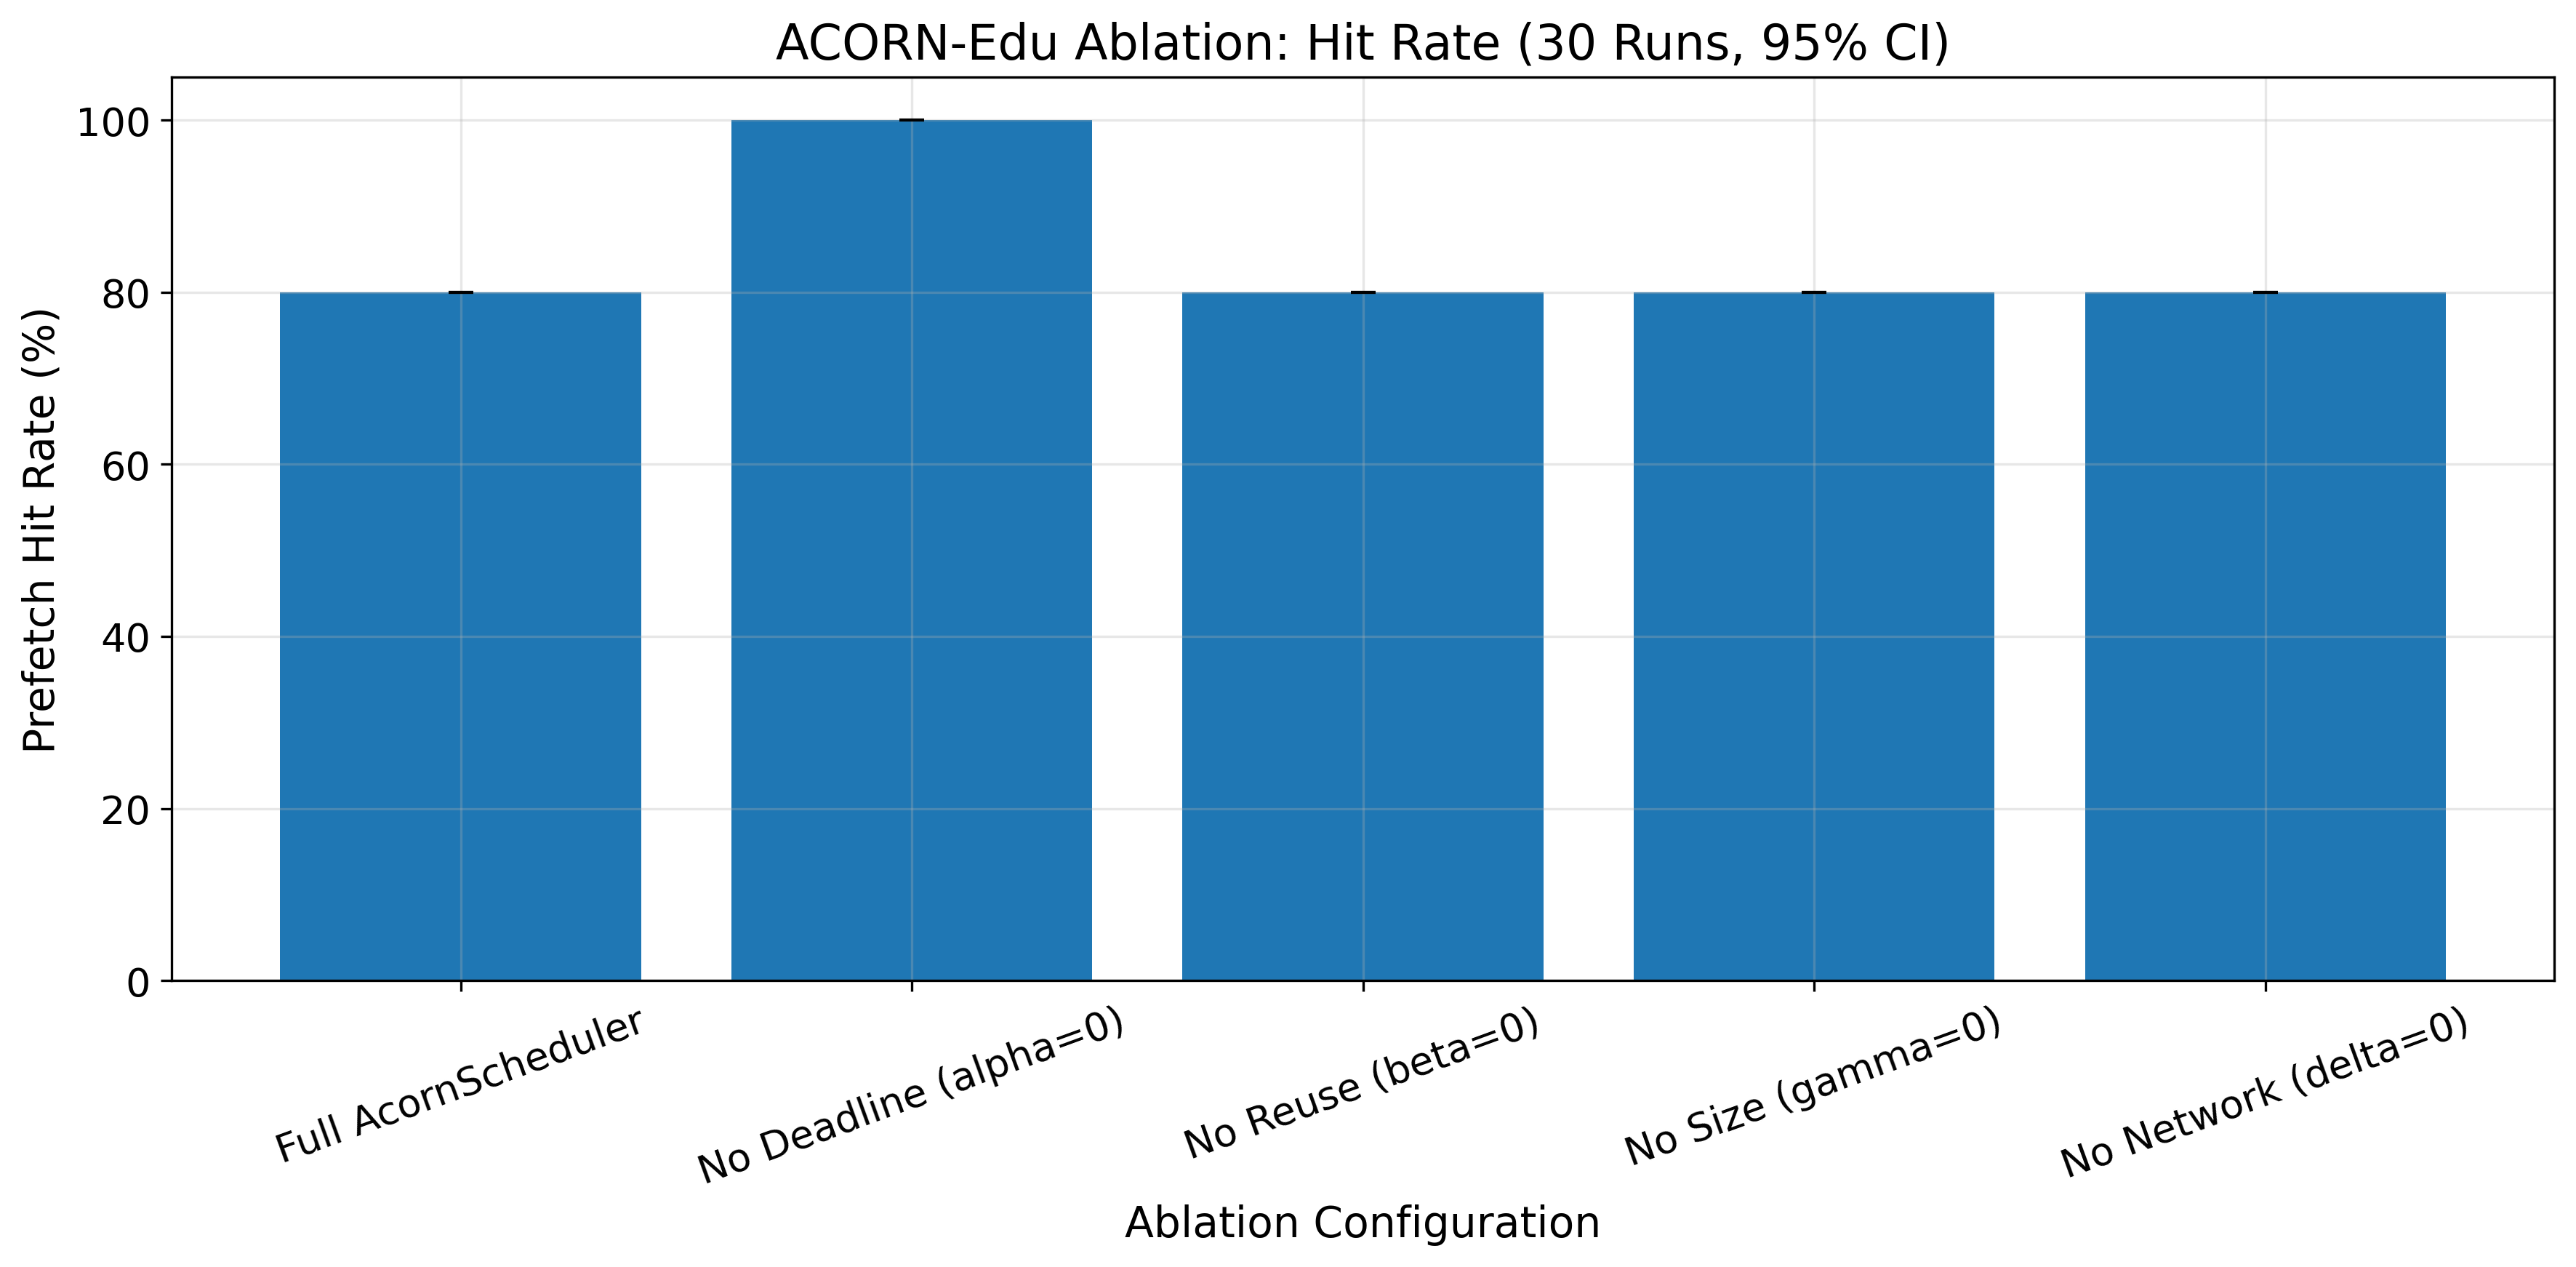 ACORN-Edu Ablation: Hit Rate (30 Runs, 95% CI)
Prefetch Hit Rate (%)
100
80
60
40
20
0
Full AcornScheduler
No Deadline (alpha=0)
No Reuse (beta=0)
No Size (gamma=0)
No Network (delta=0)
Ablation Configuration